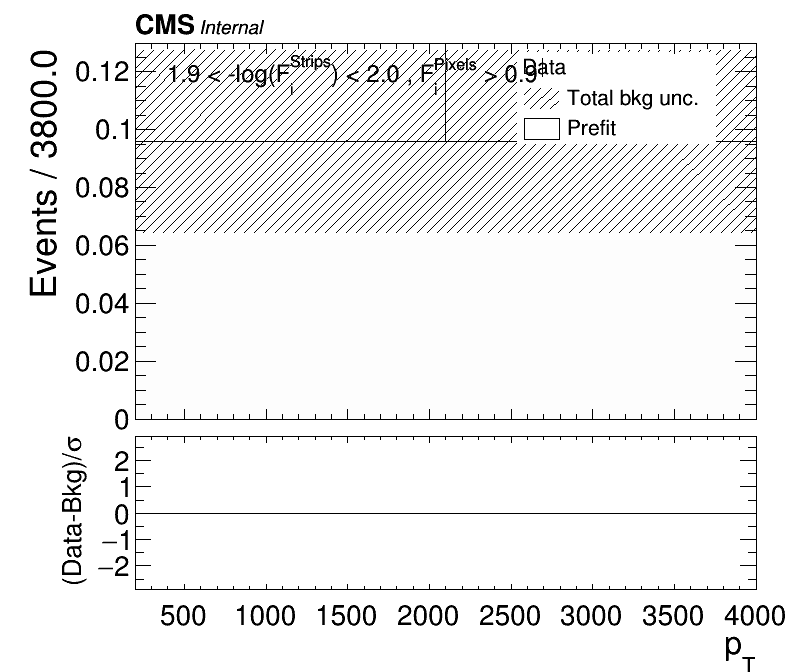 CMS Internal
Events / 3800.0
0.12
0.1
0.08
0.06
0.04
0.02
0
1.9 < -log(F_i^Strips) < 2.0 , F_i^Pixels > 0.9
Data
Total bkg unc.
Prefit
(Data-Bkg)/σ
2
1
0
−1
−2
500 1000 1500 2000 2500 3000 3500 4000
p_T